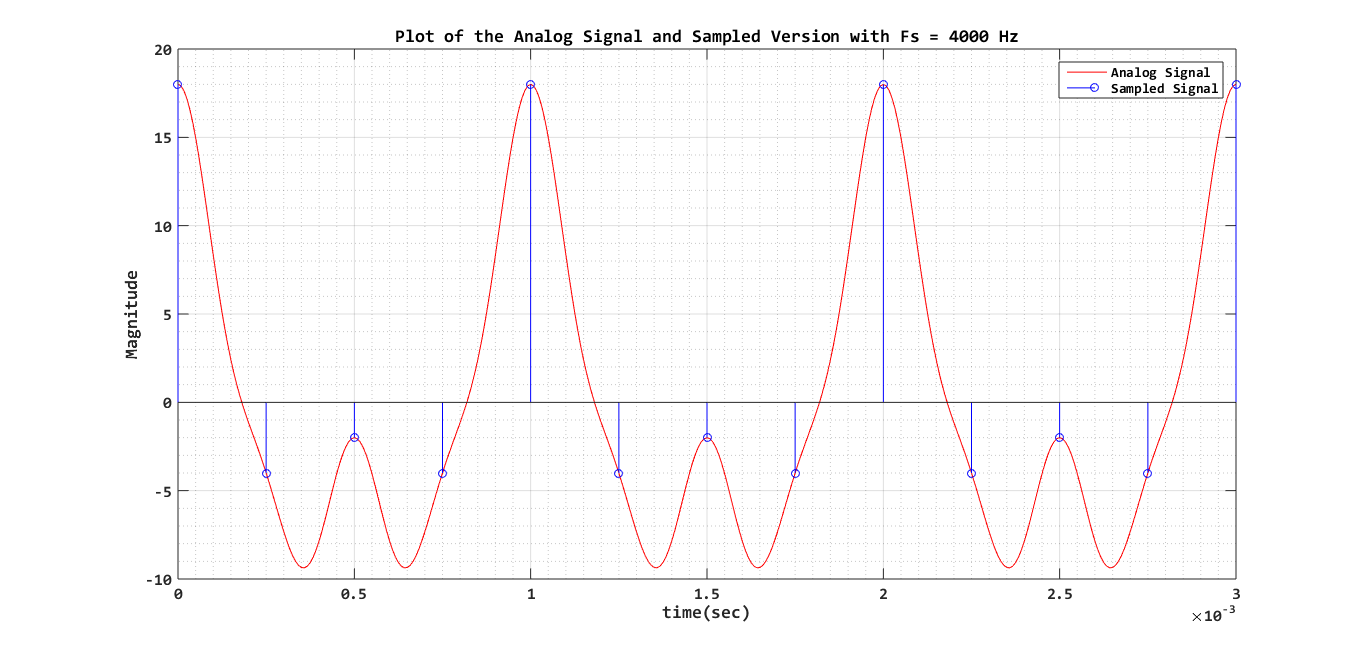 Plot of the Analog Signal and Sampled Version with Fs = 4000 Hz
Analog Signal
Sampled Signal
Magnitude
20
15
10
5
0
-5
-10
0 0.5 1 1.5 2 2.5 3
time(sec)
×10-3